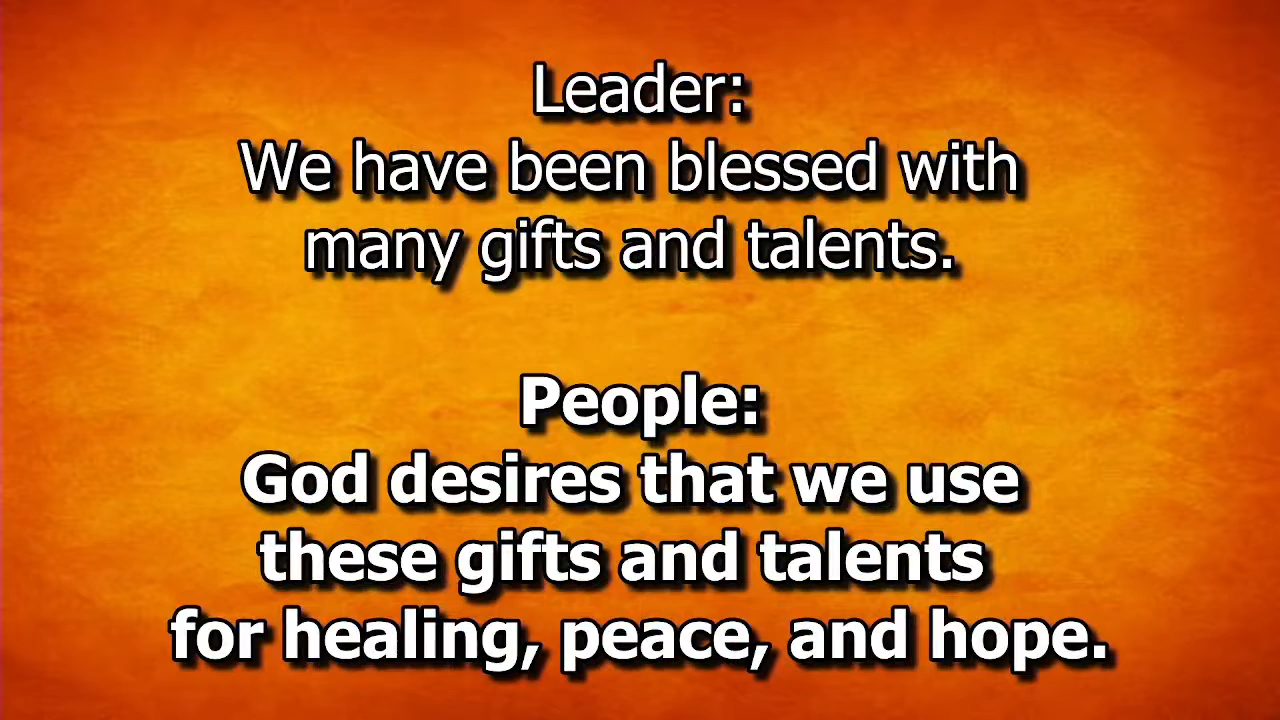 Leader:
We have been blessed with
many gifts and talents.
People:
God desires that we use
these gifts and talents
for healing, peace, and hope.